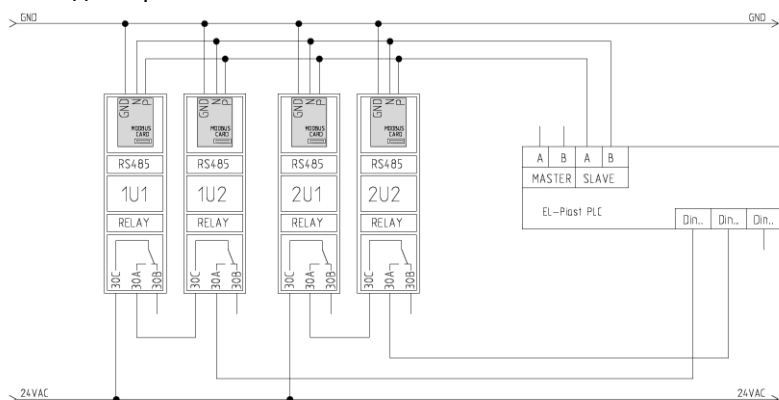 GND GND
GND N P GND N P GND N P GND N P
MODBUS CARD MODBUS CARD MODBUS CARD MODBUS CARD
RS485 RS485 RS485 RS485
A B A B
MASTER SLAVE
1U1 1U2 2U1 2U2
EL-Piast PLC
RELAY RELAY RELAY RELAY
Din.. Din.. Din..
30C 30A 30B 30C 30A 30B 30C 30A 30B 30C 30A 30B
24VAC 24VAC